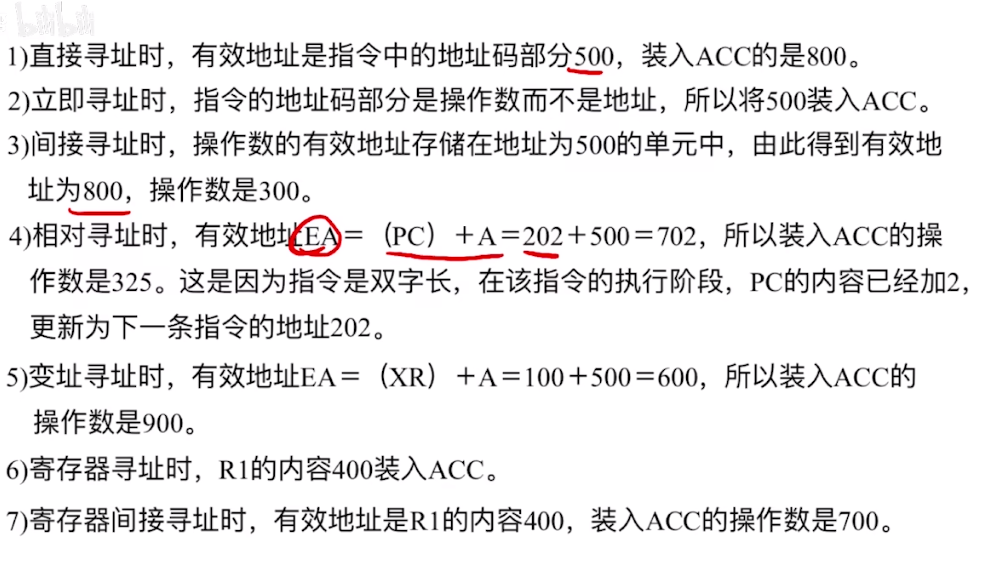 bilibili
1)直接寻址时，有效地址是指令中的地址码部分500，装入ACC的是800。
2)立即寻址时，指令的地址码部分是操作数而不是地址，所以将500装入ACC。
3)间接寻址时，操作数的有效地址存储在地址为500的单元中，由此得到有效地
址为800，操作数是300。
4)相对寻址时，有效地址EA＝（PC）＋A＝202＋500＝702，所以装入ACC的操
作数是325。这是因为指令是双字长，在该指令的执行阶段，PC的内容已经加2，
更新为下一条指令的地址202。
5)变址寻址时，有效地址EA＝（XR）＋A＝100＋500＝600，所以装入ACC的
操作数是900。
6)寄存器寻址时，R1的内容400装入ACC。
7)寄存器间接寻址时，有效地址是R1的内容400，装入ACC的操作数是700。